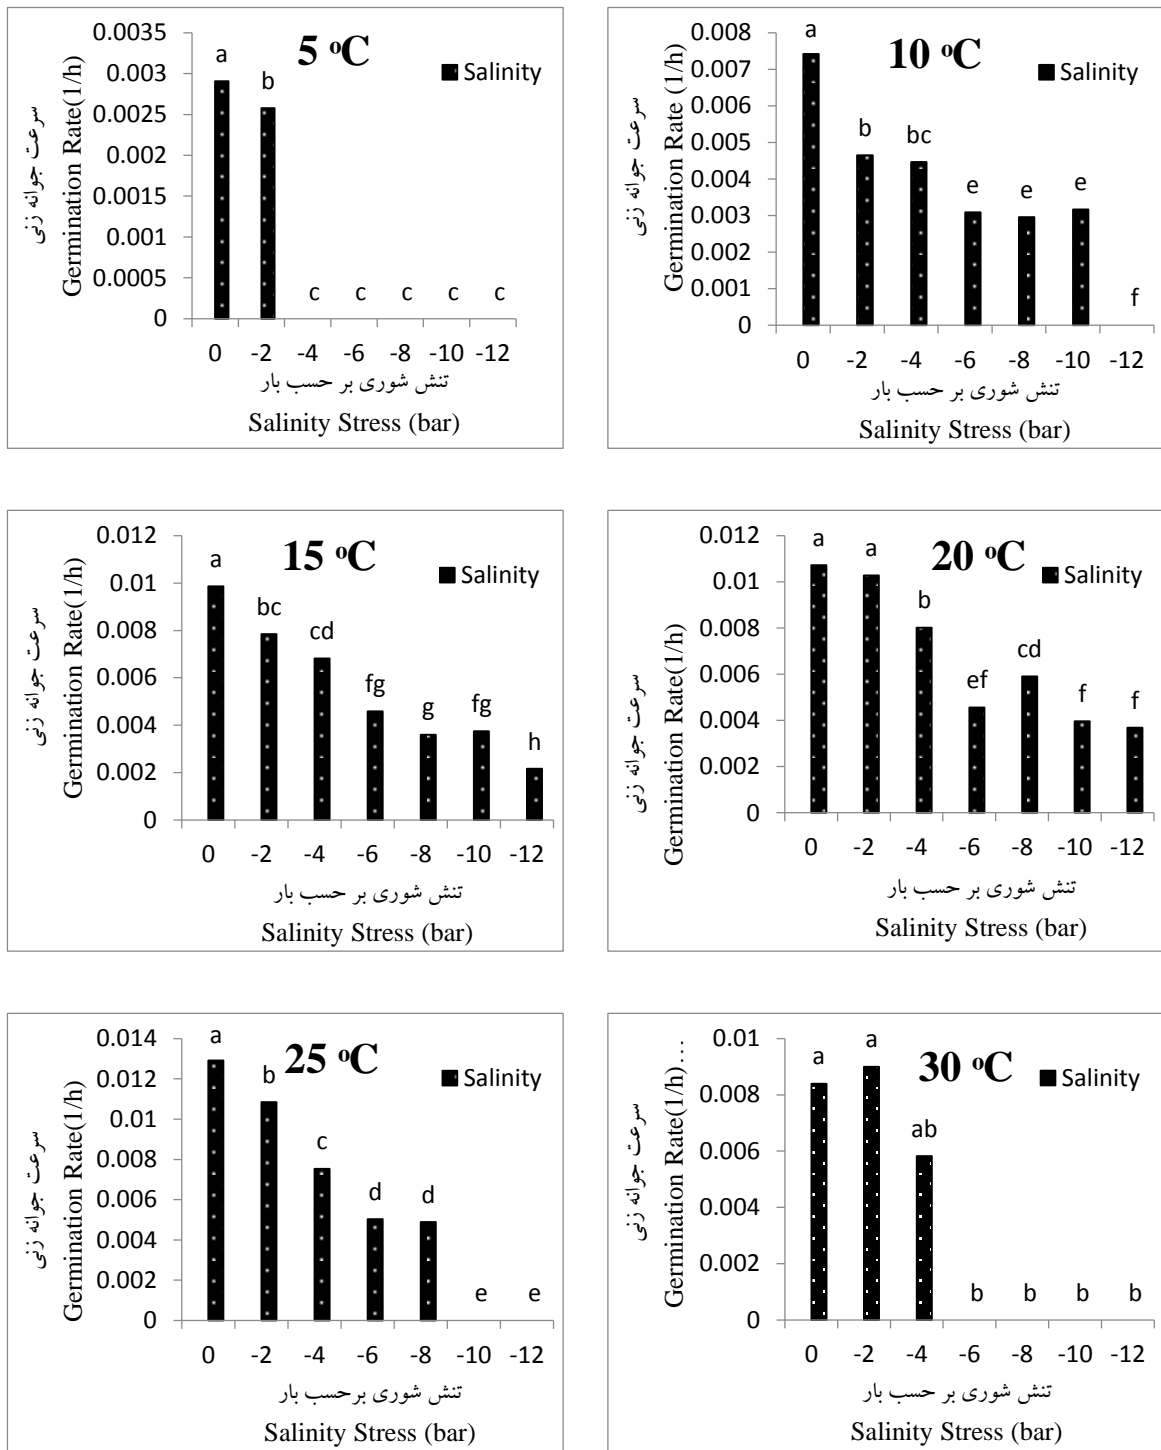 5 °C
Salinity
سرعت جوانه زنی
Germination Rate(1/h)
0.0035
0.003
0.0025
0.002
0.0015
0.001
0.0005
0
a b c c c c c
0 -2 -4 -6 -8 -10 -12
تنش شوری بر حسب بار
Salinity Stress (bar)
10 °C
Salinity
سرعت جوانه زنی
Germination Rate (1/h)
0.008
0.007
0.006
0.005
0.004
0.003
0.002
0.001
0
a b bc e e e f
0 -2 -4 -6 -8 -10 -12
تنش شوری بر حسب بار
Salinity Stress (bar)
15 °C
Salinity
سرعت جوانه زنی
Germination Rate(1/h)
0.012
0.01
0.008
0.006
0.004
0.002
0
a bc cd fg g fg h
0 -2 -4 -6 -8 -10 -12
تنش شوری بر حسب بار
Salinity Stress (bar)
20 °C
Salinity
سرعت جوانه زنی
Germination Rate(1/h)
0.012
0.01
0.008
0.006
0.004
0.002
0
a a b ef cd f f
0 -2 -4 -6 -8 -10 -12
تنش شوری بر حسب بار
Salinity Stress (bar)
25 °C
Salinity
سرعت جوانه زنی
Germination Rate(1/h)
0.014
0.012
0.01
0.008
0.006
0.004
0.002
0
a b c d d e e
0 -2 -4 -6 -8 -10 -12
تنش شوری برحسب بار
Salinity Stress (bar)
30 °C
Salinity
سرعت جوانه زنی
Germination Rate(1/h)…
0.01
0.008
0.006
0.004
0.002
0
a a ab b b b b
0 -2 -4 -6 -8 -10 -12
تنش شوری بر حسب بار
Salinity Stress (bar)